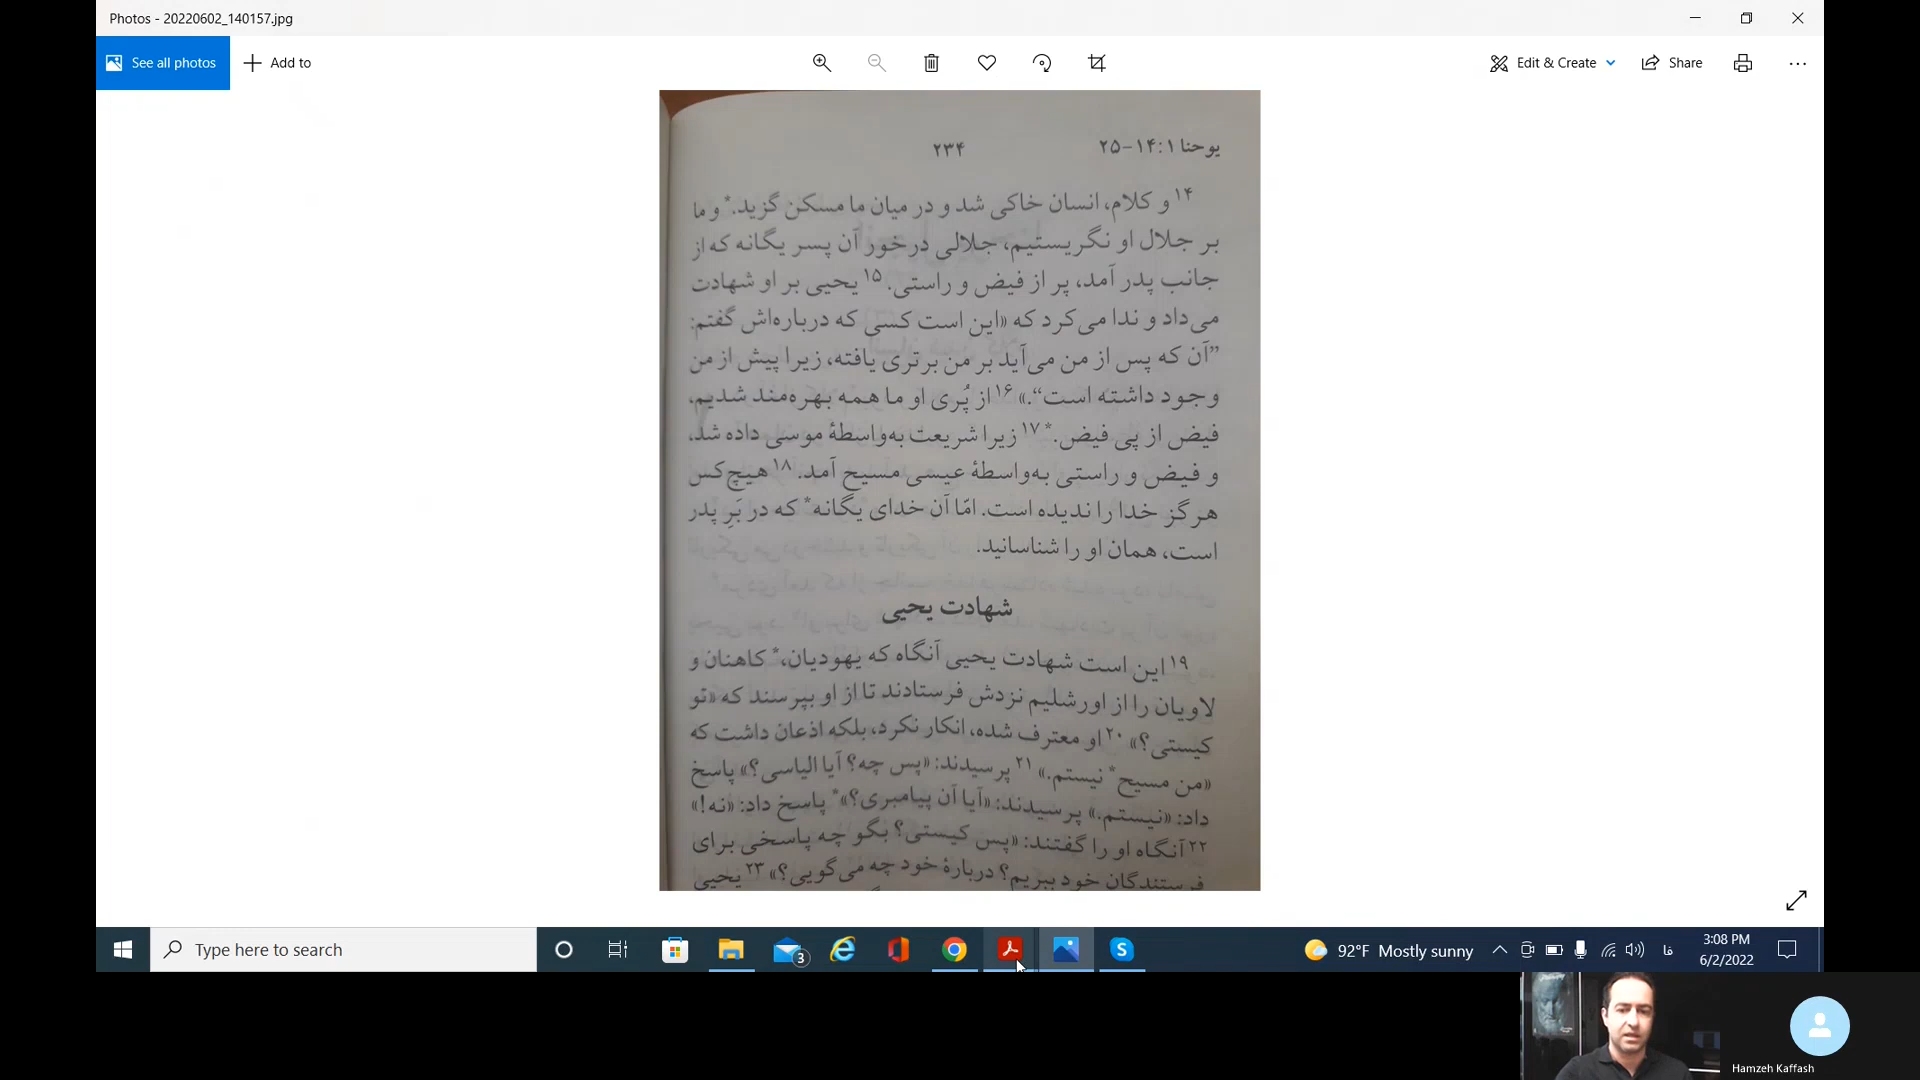 Photos - 20220602_140157.jpg
See all photos
Add to
Edit & Create
Share
یوحنا ۱:‏۱۴-۲۵
۲۳۴
۱۴ و کلام، انسان خاکی شد و در میان ما مسکن گزید.* و ما
بر جلال او نگریستیم، جلالی درخور آن پسر یگانه که از
جانب پدر آمد، پر از فیض و راستی. ۱۵ یحیی بر او شهادت
می‌داد و ندا می‌کرد که «این است کسی که درباره‌اش گفتم:
”آن که پس از من می‌آید بر من برتری یافته، زیرا پیش از من
وجود داشته است“.» ۱۶ از پُری او ما همه بهره‌مند شدیم،
فیض از پی فیض.* ۱۷ زیرا شریعت به‌واسطهٔ موسی داده شد،
و فیض و راستی به‌واسطهٔ عیسی مسیح آمد. ۱۸ هیچ‌کس
هرگز خدا را ندیده است. امّا آن خدای یگانه* که در بَرِ پدر
است، همان او را شناسانید.
شهادت یحیی
۱۹ این است شهادت یحیی آنگاه که یهودیان،* کاهنان و
لاویان را از اورشلیم نزدش فرستادند تا از او بپرسند که «تو
کیستی؟» ۲۰ او معترف شده، انکار نکرد، بلکه اذعان داشت که
«من مسیح* نیستم.» ۲۱ پرسیدند: «پس چه؟ آیا الیاسی؟» پاسخ
داد: «نیستم.» پرسیدند: «آیا آن پیامبری؟»* پاسخ داد: «نه!»
۲۲ آنگاه او را گفتند: «پس کیستی؟ بگو چه پاسخی برای
فرستندگان خود ببریم؟ دربارهٔ خود چه می‌گویی؟» ۲۳ یحیی
Type here to search
3
92°F Mostly sunny
فا
3:08 PM
6/2/2022
Hamzeh Kaffash